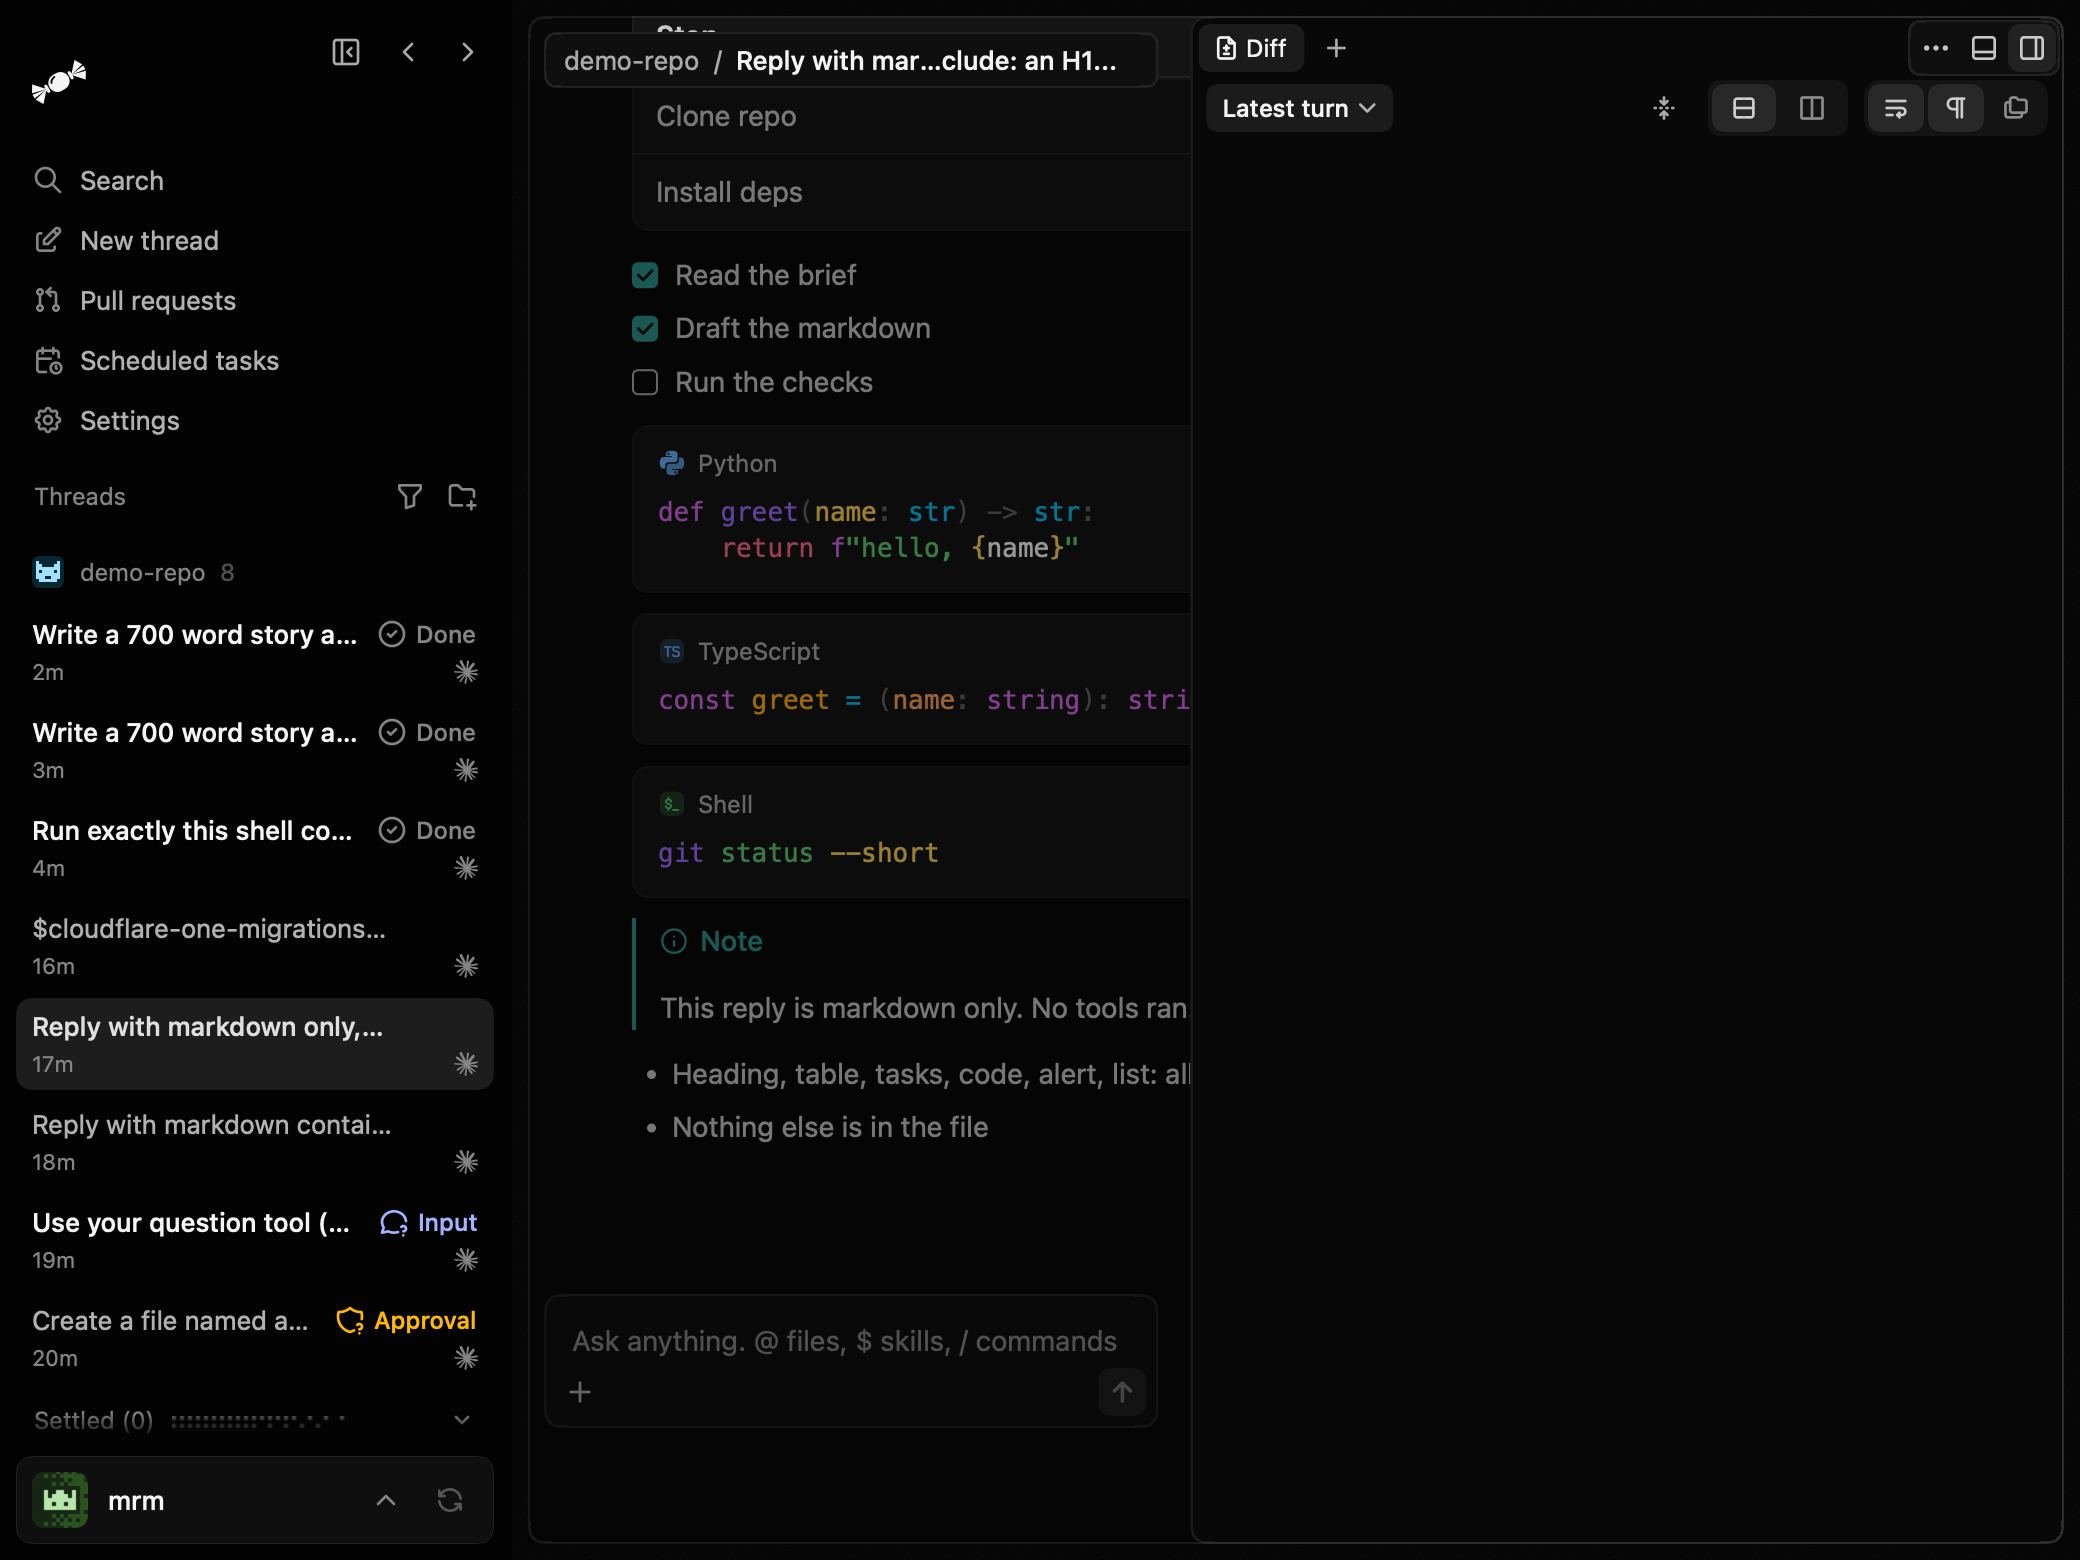 Search
New thread
Pull requests
Scheduled tasks
Settings
Threads
demo-repo 8
Write a 700 word story a... Done
2m
Write a 700 word story a... Done
3m
Run exactly this shell co... Done
4m
$cloudflare-one-migrations...
16m
Reply with markdown only,...
17m
Reply with markdown contai...
18m
Use your question tool (... Input
19m
Create a file named a... Approval
20m
Settled (0)
mrm
demo-repo / Reply with mar...clude: an H1...
Clone repo
Install deps
Read the brief
Draft the markdown
Run the checks
Python
def greet(name: str) -> str:
return f"hello, {name}"
TS TypeScript
const greet = (name: string): stri
$_ Shell
git status --short
Note
This reply is markdown only. No tools ran
Heading, table, tasks, code, alert, list: all
Nothing else is in the file
Ask anything. @ files, $ skills, / commands
Diff
Latest turn